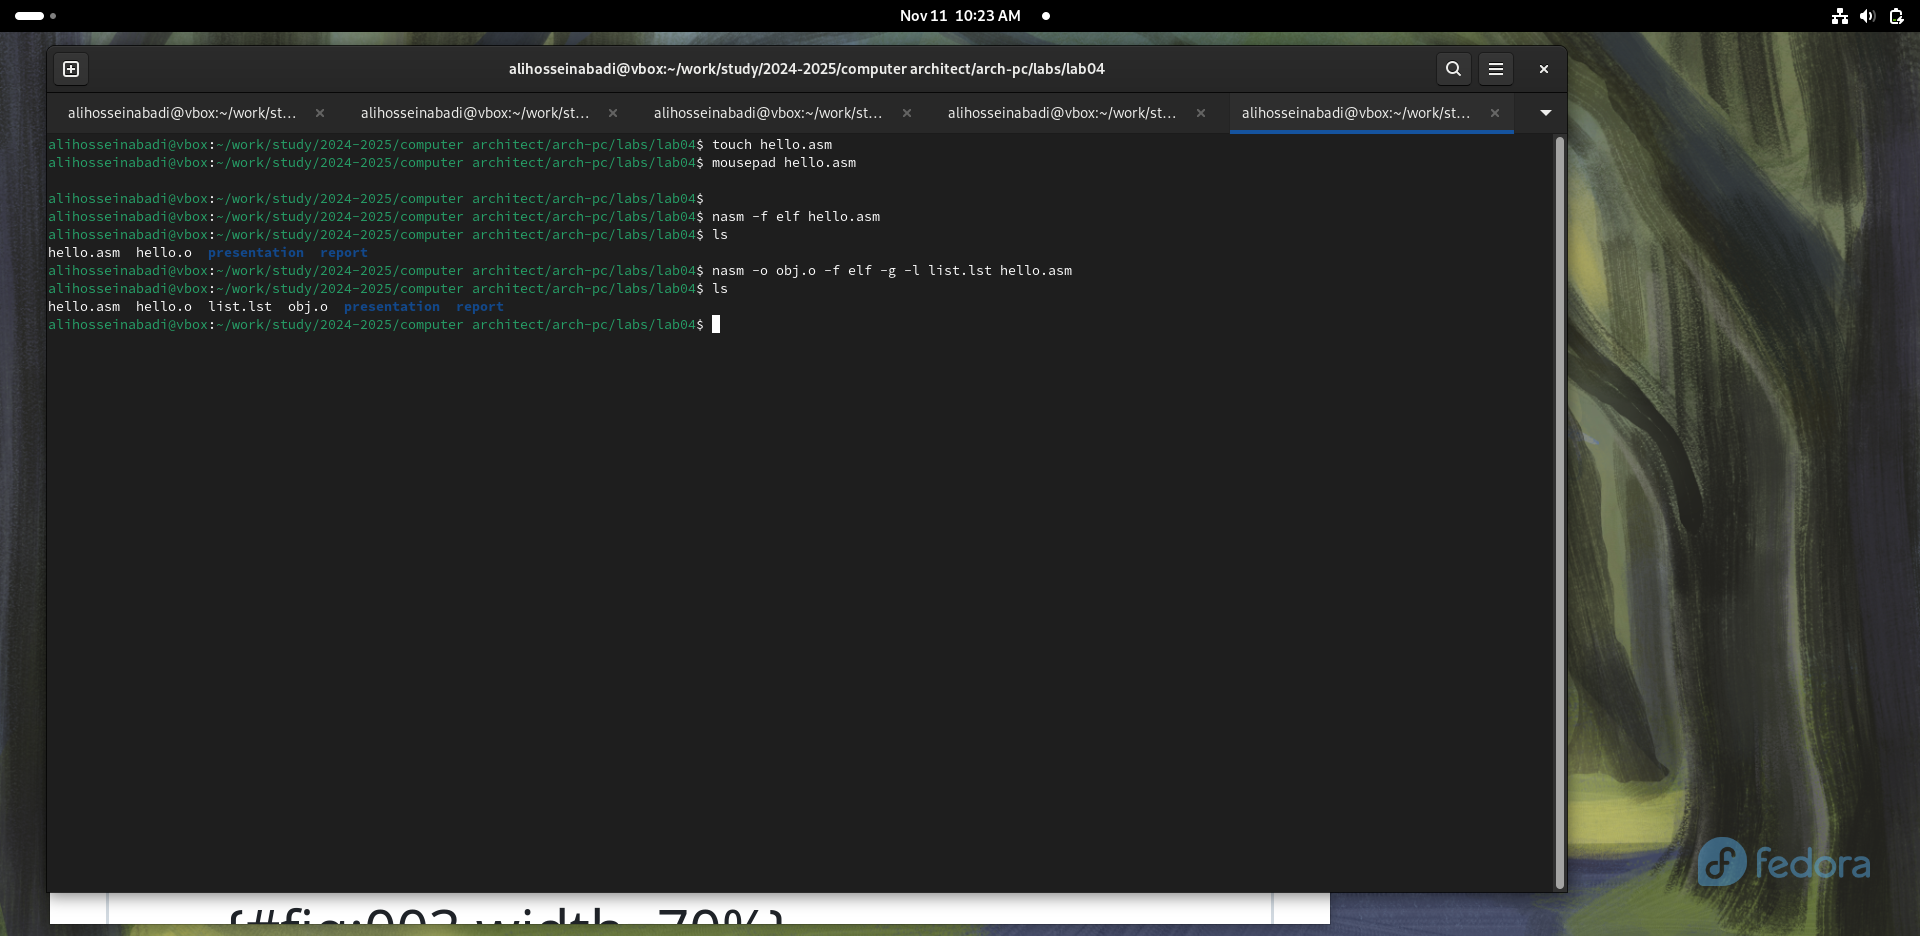 Nov 11 10:23 AM
alihosseinabadi@vbox:~/work/study/2024-2025/computer architect/arch-pc/labs/lab04
alihosseinabadi@vbox:~/work/st… alihosseinabadi@vbox:~/work/st… alihosseinabadi@vbox:~/work/st… alihosseinabadi@vbox:~/work/st… alihosseinabadi@vbox:~/work/st…
alihosseinabadi@vbox:~/work/study/2024-2025/computer architect/arch-pc/labs/lab04$ touch hello.asm
alihosseinabadi@vbox:~/work/study/2024-2025/computer architect/arch-pc/labs/lab04$ mousepad hello.asm
alihosseinabadi@vbox:~/work/study/2024-2025/computer architect/arch-pc/labs/lab04$
alihosseinabadi@vbox:~/work/study/2024-2025/computer architect/arch-pc/labs/lab04$ nasm -f elf hello.asm
alihosseinabadi@vbox:~/work/study/2024-2025/computer architect/arch-pc/labs/lab04$ ls
hello.asm  hello.o  presentation  report
alihosseinabadi@vbox:~/work/study/2024-2025/computer architect/arch-pc/labs/lab04$ nasm -o obj.o -f elf -g -l list.lst hello.asm
alihosseinabadi@vbox:~/work/study/2024-2025/computer architect/arch-pc/labs/lab04$ ls
hello.asm  hello.o  list.lst  obj.o  presentation  report
alihosseinabadi@vbox:~/work/study/2024-2025/computer architect/arch-pc/labs/lab04$
fedora